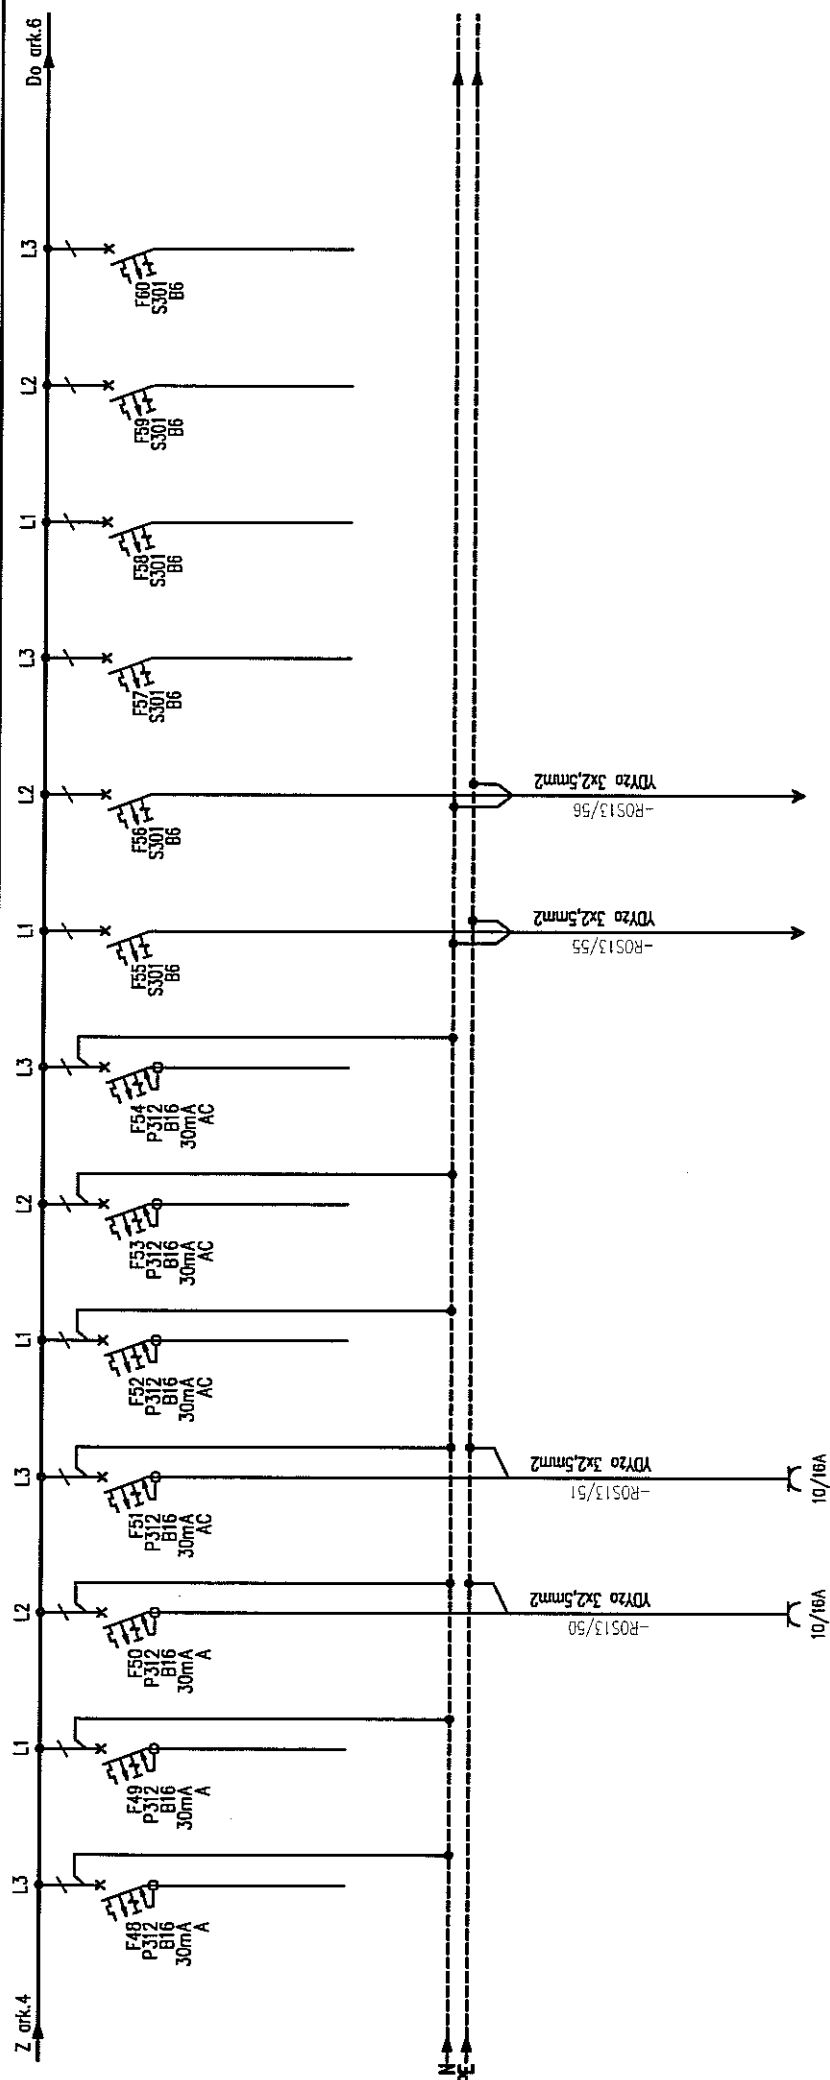 Z ark.4
Do ark.6
L3
F48
P312
B16
30mA
A
L1
F49
P312
B16
30mA
A
L2
F50
P312
B16
30mA
A
L3
F51
P312
B16
30mA
AC
L1
F52
P312
B16
30mA
AC
L2
F53
P312
B16
30mA
AC
L3
F54
P312
B16
30mA
AC
L1
F55
S301
B6
L2
F56
S301
B6
L3
F57
S301
B6
L1
F58
S301
B6
L2
F59
S301
B6
L3
F60
S301
B6
N
PE
-ROS13/50
YDYżo 3x2,5mm2
10/16A
-ROS13/51
YDYżo 3x2,5mm2
10/16A
-ROS13/55
YDYżo 3x2,5mm2
-ROS13/56
YDYżo 3x2,5mm2